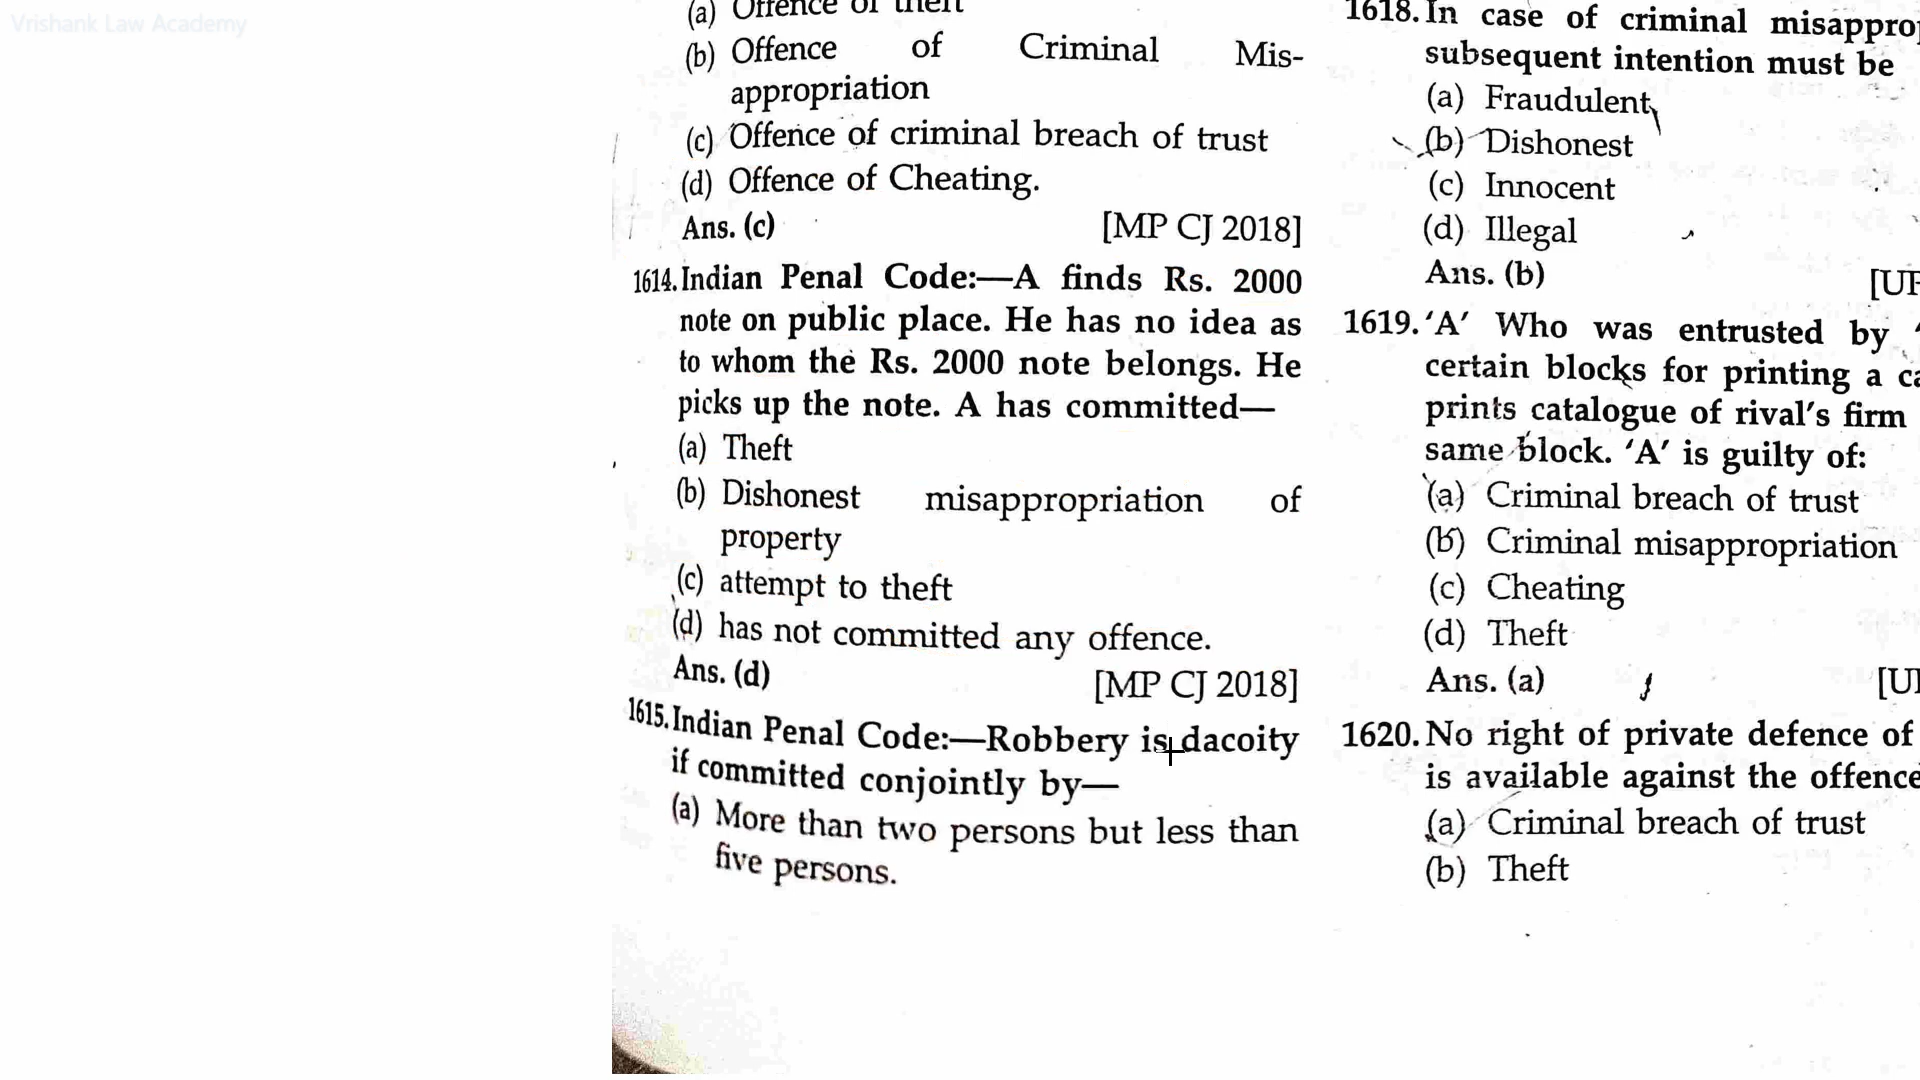 Vrishank Law Academy
(a) Offence of theft
(b) Offence of Criminal Mis-
appropriation
(c) Offence of criminal breach of trust
(d) Offence of Cheating.
Ans. (c) [MP CJ 2018]
1614. Indian Penal Code:—A finds Rs. 2000
note on public place. He has no idea as
to whom the Rs. 2000 note belongs. He
picks up the note. A has committed—
(a) Theft
(b) Dishonest misappropriation of
property
(c) attempt to theft
(d) has not committed any offence.
Ans. (d) [MP CJ 2018]
1615. Indian Penal Code:—Robbery is dacoity
if committed conjointly by—
(a) More than two persons but less than
five persons.
1618. In case of criminal misapprop
subsequent intention must be
(a) Fraudulent
(b) Dishonest
(c) Innocent
(d) Illegal
Ans. (b) [UP
1619. 'A' Who was entrusted by '
certain blocks for printing a ca
prints catalogue of rival's firm
same block. 'A' is guilty of:
(a) Criminal breach of trust
(b) Criminal misappropriation
(c) Cheating
(d) Theft
Ans. (a) [U
1620. No right of private defence of
is available against the offence
(a) Criminal breach of trust
(b) Theft